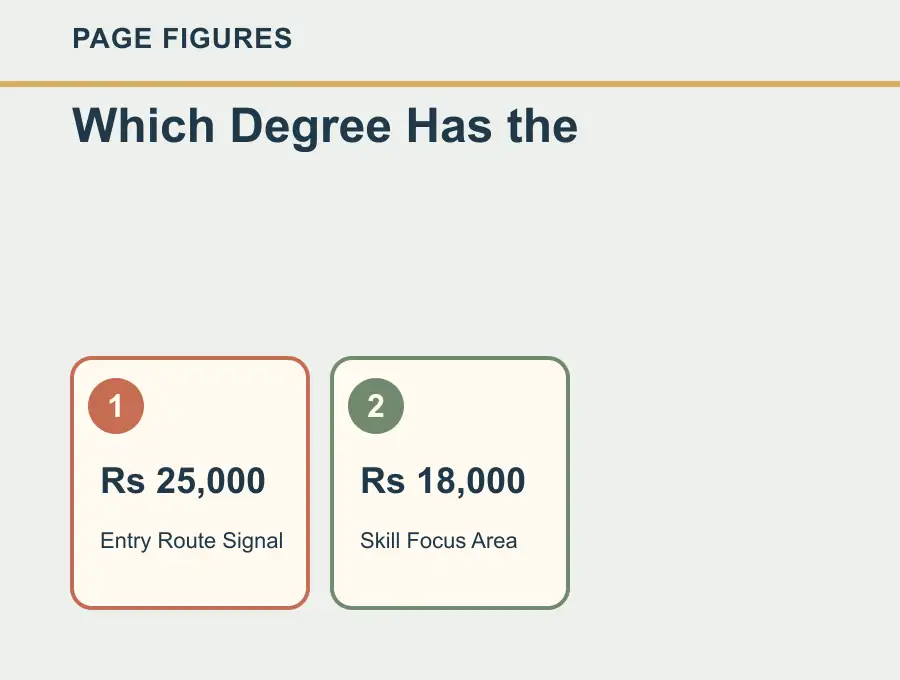 PAGE FIGURES
Which Degree Has the
1
Rs 25,000
Entry Route Signal
2
Rs 18,000
Skill Focus Area